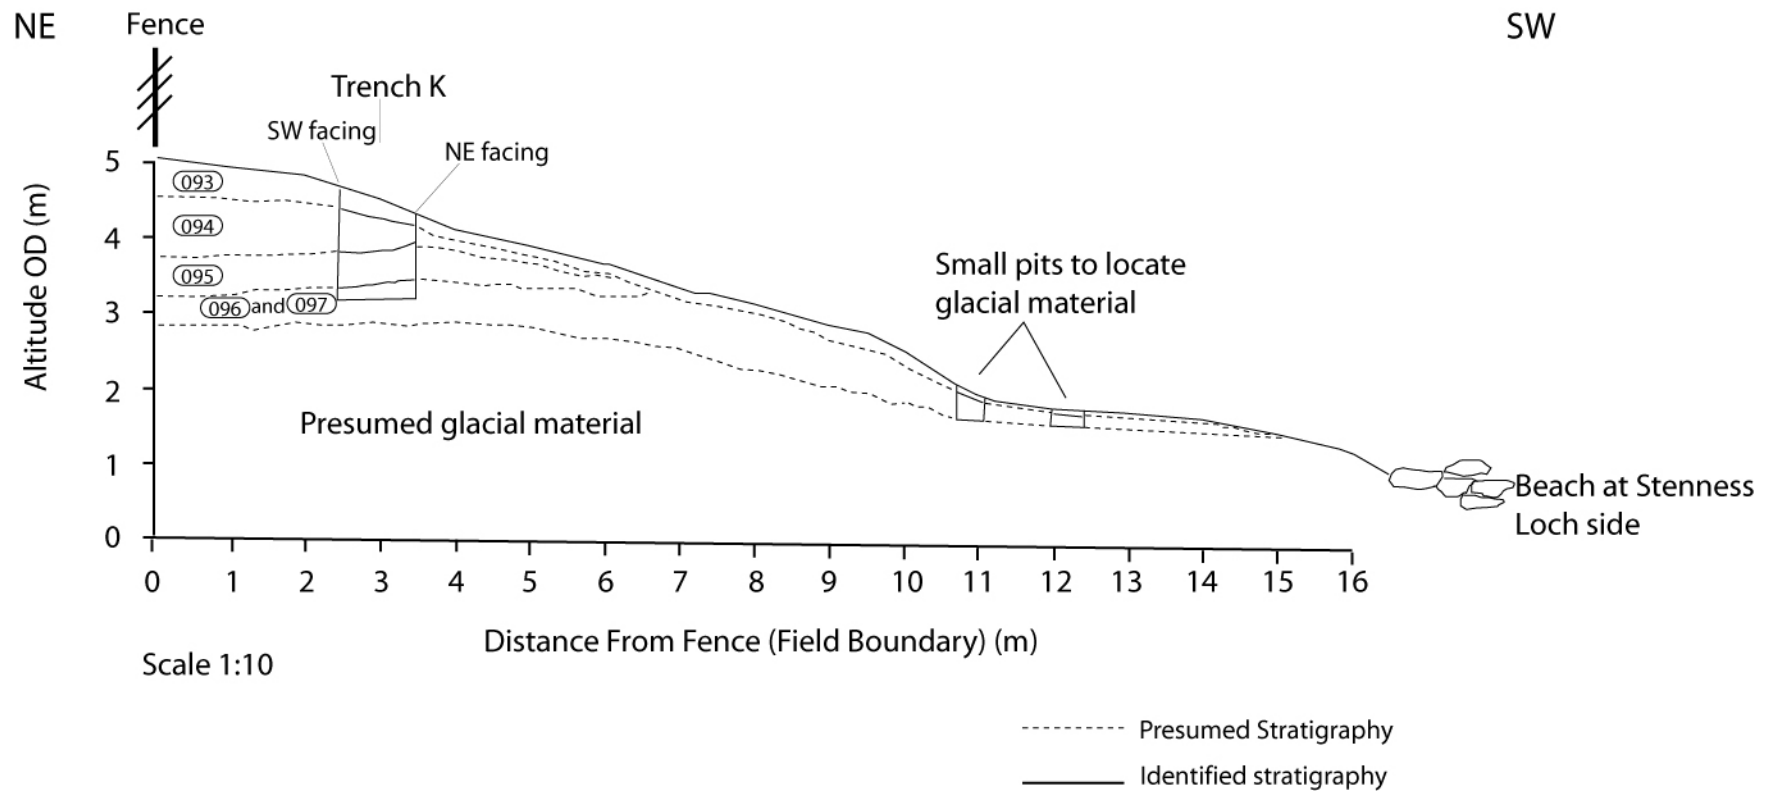 NE
Fence
SW
Trench K
SW facing
NE facing
5
093
094
4
095
Small pits to locate
glacial material
096 and 097
3
Altitude OD (m)
2
Presumed glacial material
1
Beach at Stenness
Loch side
0
0 1 2 3 4 5 6 7 8 9 10 11 12 13 14 15 16
Distance From Fence (Field Boundary) (m)
Scale 1:10
Presumed Stratigraphy
Identified stratigraphy